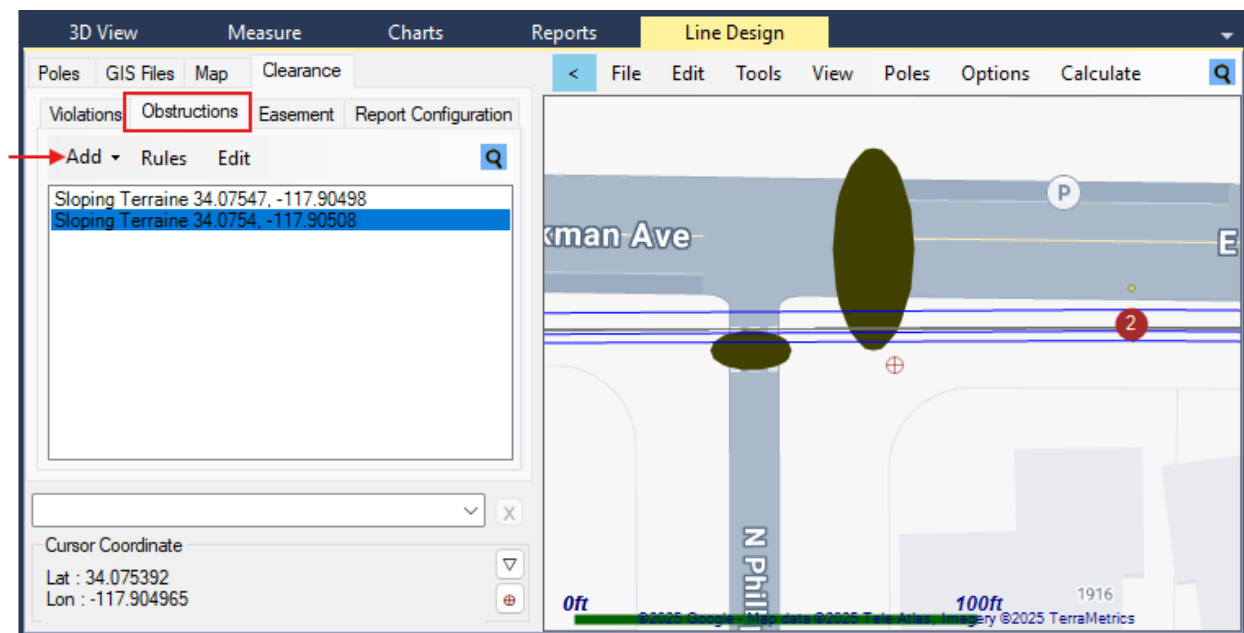 3D View Measure Charts Reports Line Design
Poles GIS Files Map Clearance
< File Edit Tools View Poles Options Calculate
Violations Obstructions Easement Report Configuration
Add Rules Edit
Sloping Terraine 34.07547, -117.90498
Sloping Terraine 34.0754, -117.90508
P
kman Ave
E
2
X
Cursor Coordinate
Lat : 34.075392
Lon : -117.904965
N Phill
1916
0ft 100ft
©2025 Google - Map data ©2025 Tele Atlas, Imagery ©2025 TerraMetrics